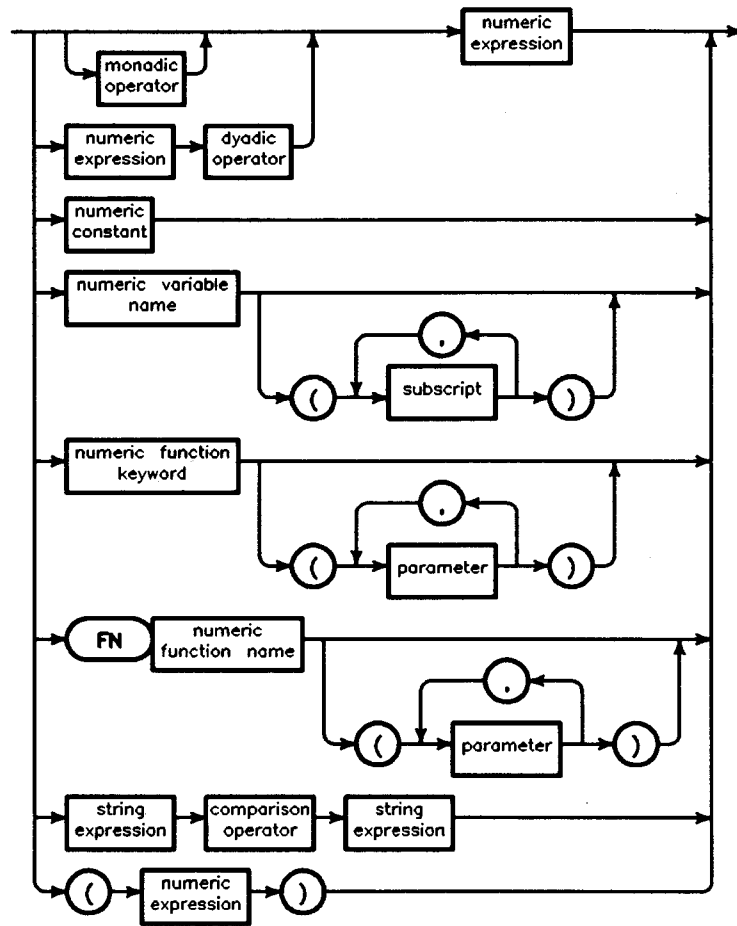 numeric
expression
monadic
operator
numeric
expression
dyadic
operator
numeric
constant
numeric variable
name
,
(
subscript
)
numeric function
keyword
,
(
parameter
)
FN
numeric
function name
,
(
parameter
)
string
expression
comparison
operator
string
expression
(
numeric
expression
)